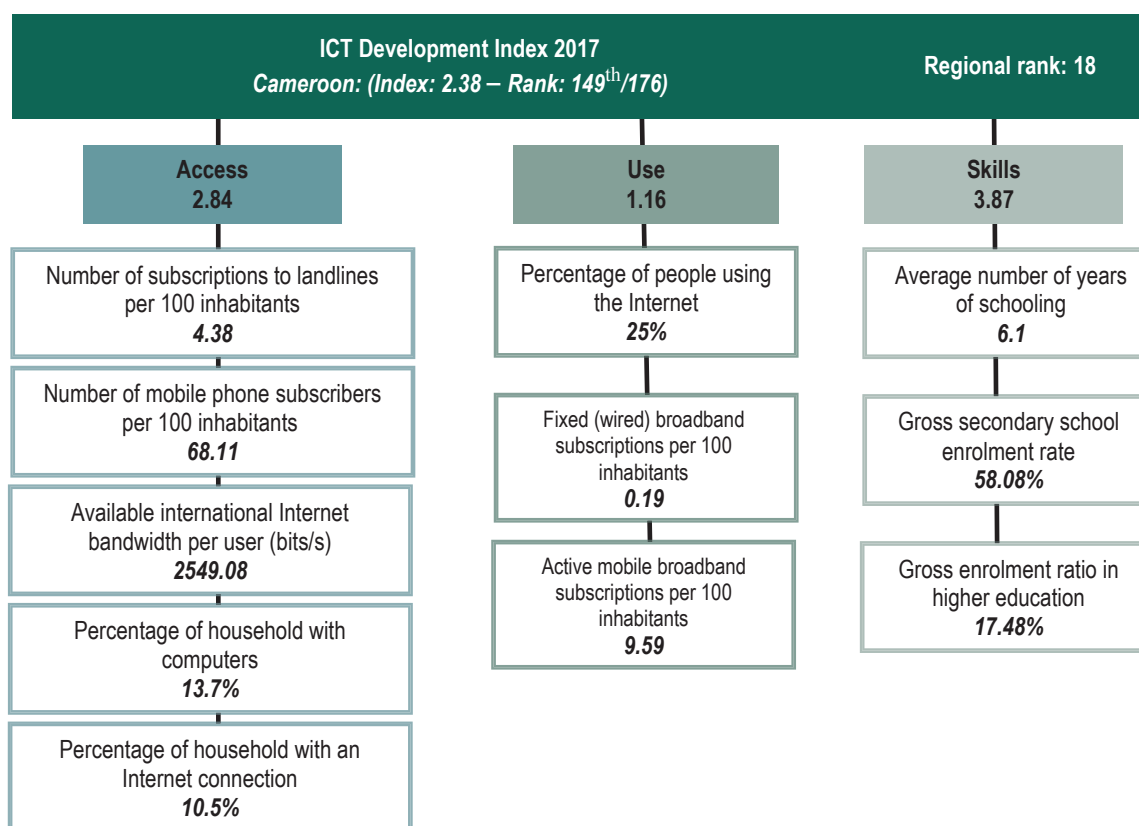 ICT Development Index 2017
Cameroon: (Index: 2.38 – Rank: 149th/176)
Regional rank: 18
Access
2.84
Number of subscriptions to landlines
per 100 inhabitants
4.38
Number of mobile phone subscribers
per 100 inhabitants
68.11
Available international Internet
bandwidth per user (bits/s)
2549.08
Percentage of household with
computers
13.7%
Percentage of household with an
Internet connection
10.5%
Use
1.16
Percentage of people using
the Internet
25%
Fixed (wired) broadband
subscriptions per 100
inhabitants
0.19
Active mobile broadband
subscriptions per 100
inhabitants
9.59
Skills
3.87
Average number of years
of schooling
6.1
Gross secondary school
enrolment rate
58.08%
Gross enrolment ratio in
higher education
17.48%